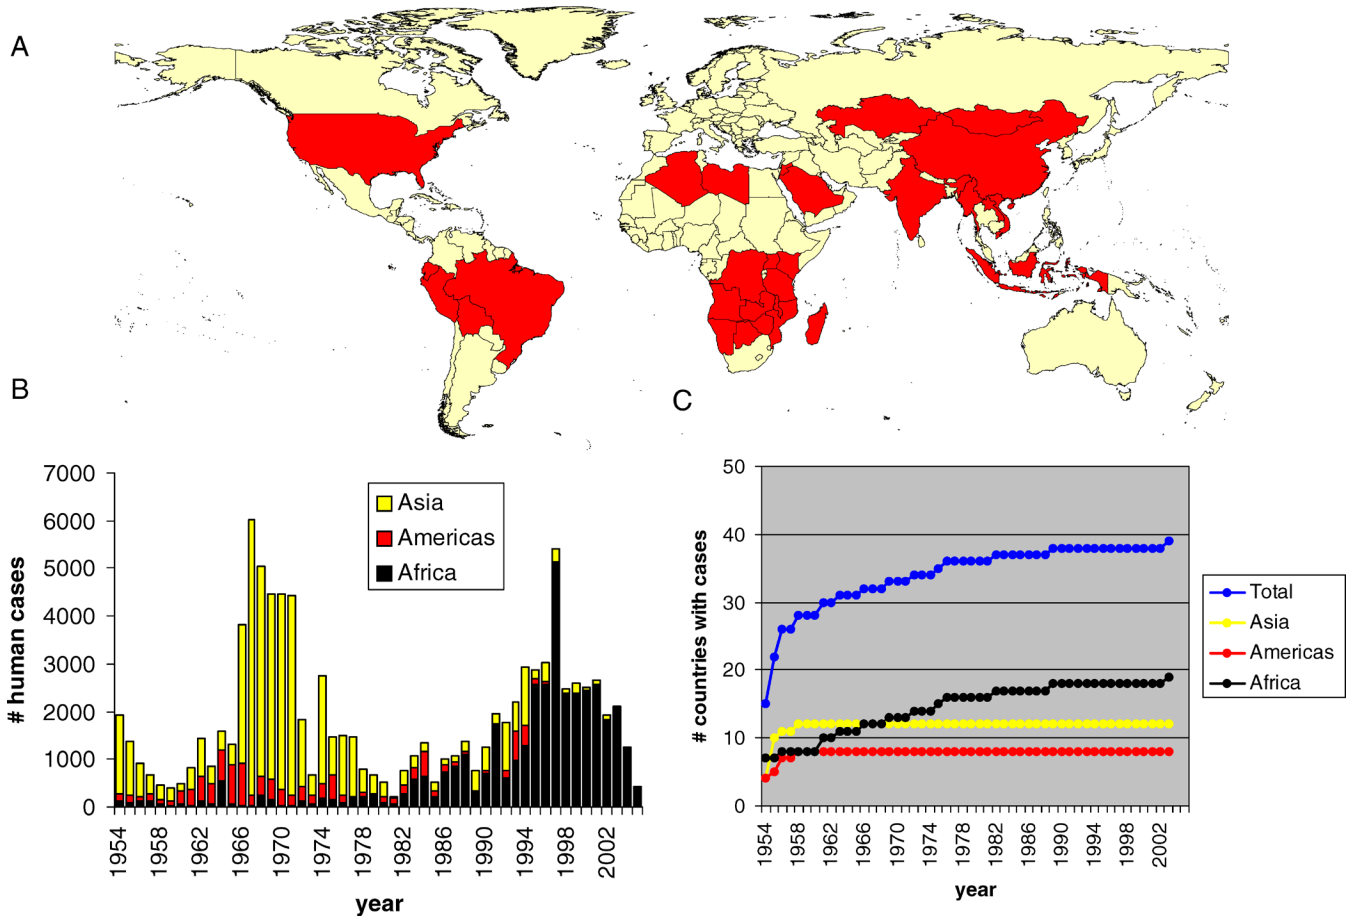 A
B
C
7000
6000
5000
4000
3000
2000
1000
0
# human cases
Asia
Americas
Africa
1954
1958
1962
1966
1970
1974
1978
1982
1986
1990
1994
1998
2002
year
50
40
30
20
10
0
# countries with cases
1954
1958
1962
1966
1970
1974
1978
1982
1986
1990
1994
1998
2002
year
Total
Asia
Americas
Africa